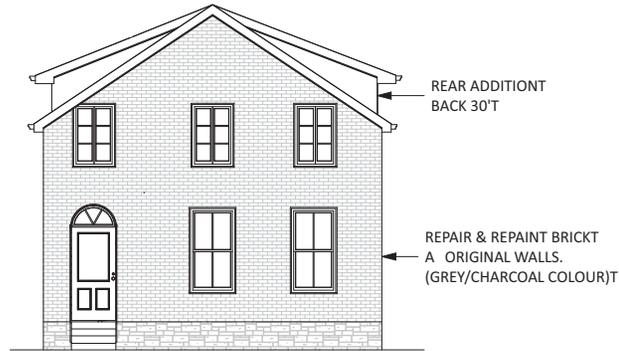 REAR ADDITIONT
BACK 30'T
REPAIR & REPAINT BRICKT
A ORIGINAL WALLS.
(GREY/CHARCOAL COLOUR)T